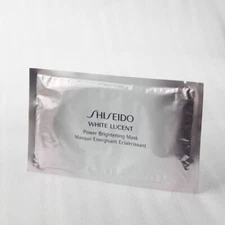 SHISEIDO
WHITE LUCENT
Power Brightening Mask
Masque Energisant Eclaircissant